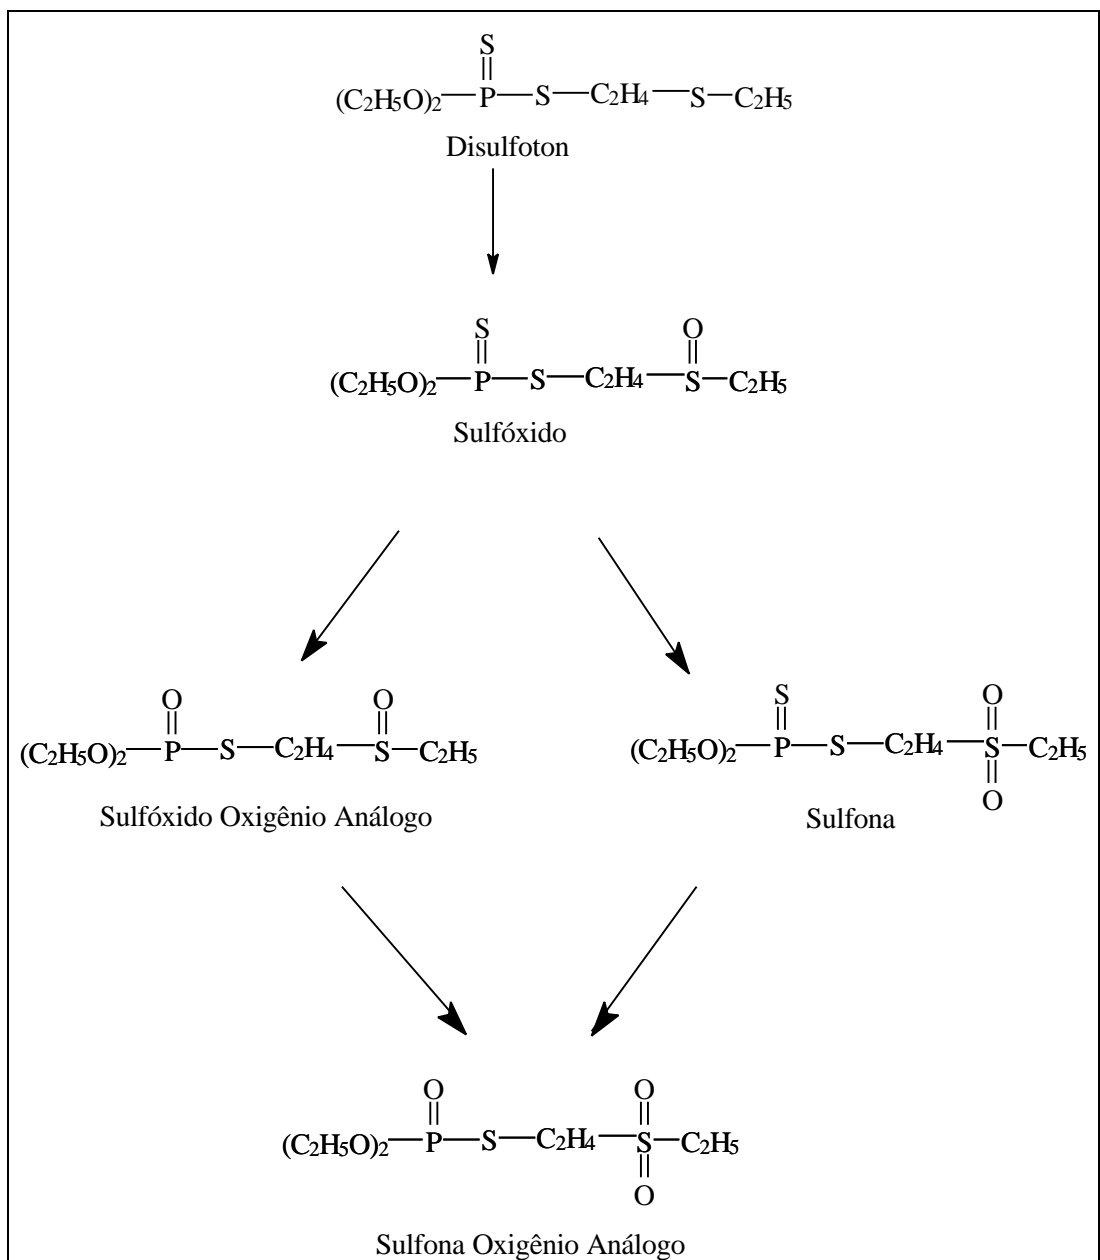 S
(C₂H₅O)₂—P—S—C₂H₄—S—C₂H₅
Disulfoton
S O
(C₂H₅O)₂—P—S—C₂H₄—S—C₂H₅
Sulfóxido
O O
(C₂H₅O)₂—P—S—C₂H₄—S—C₂H₅
Sulfóxido Oxigênio Análogo
S O
(C₂H₅O)₂—P—S—C₂H₄—S—C₂H₅
O
Sulfona
O O
(C₂H₅O)₂—P—S—C₂H₄—S—C₂H₅
O
Sulfona Oxigênio Análogo